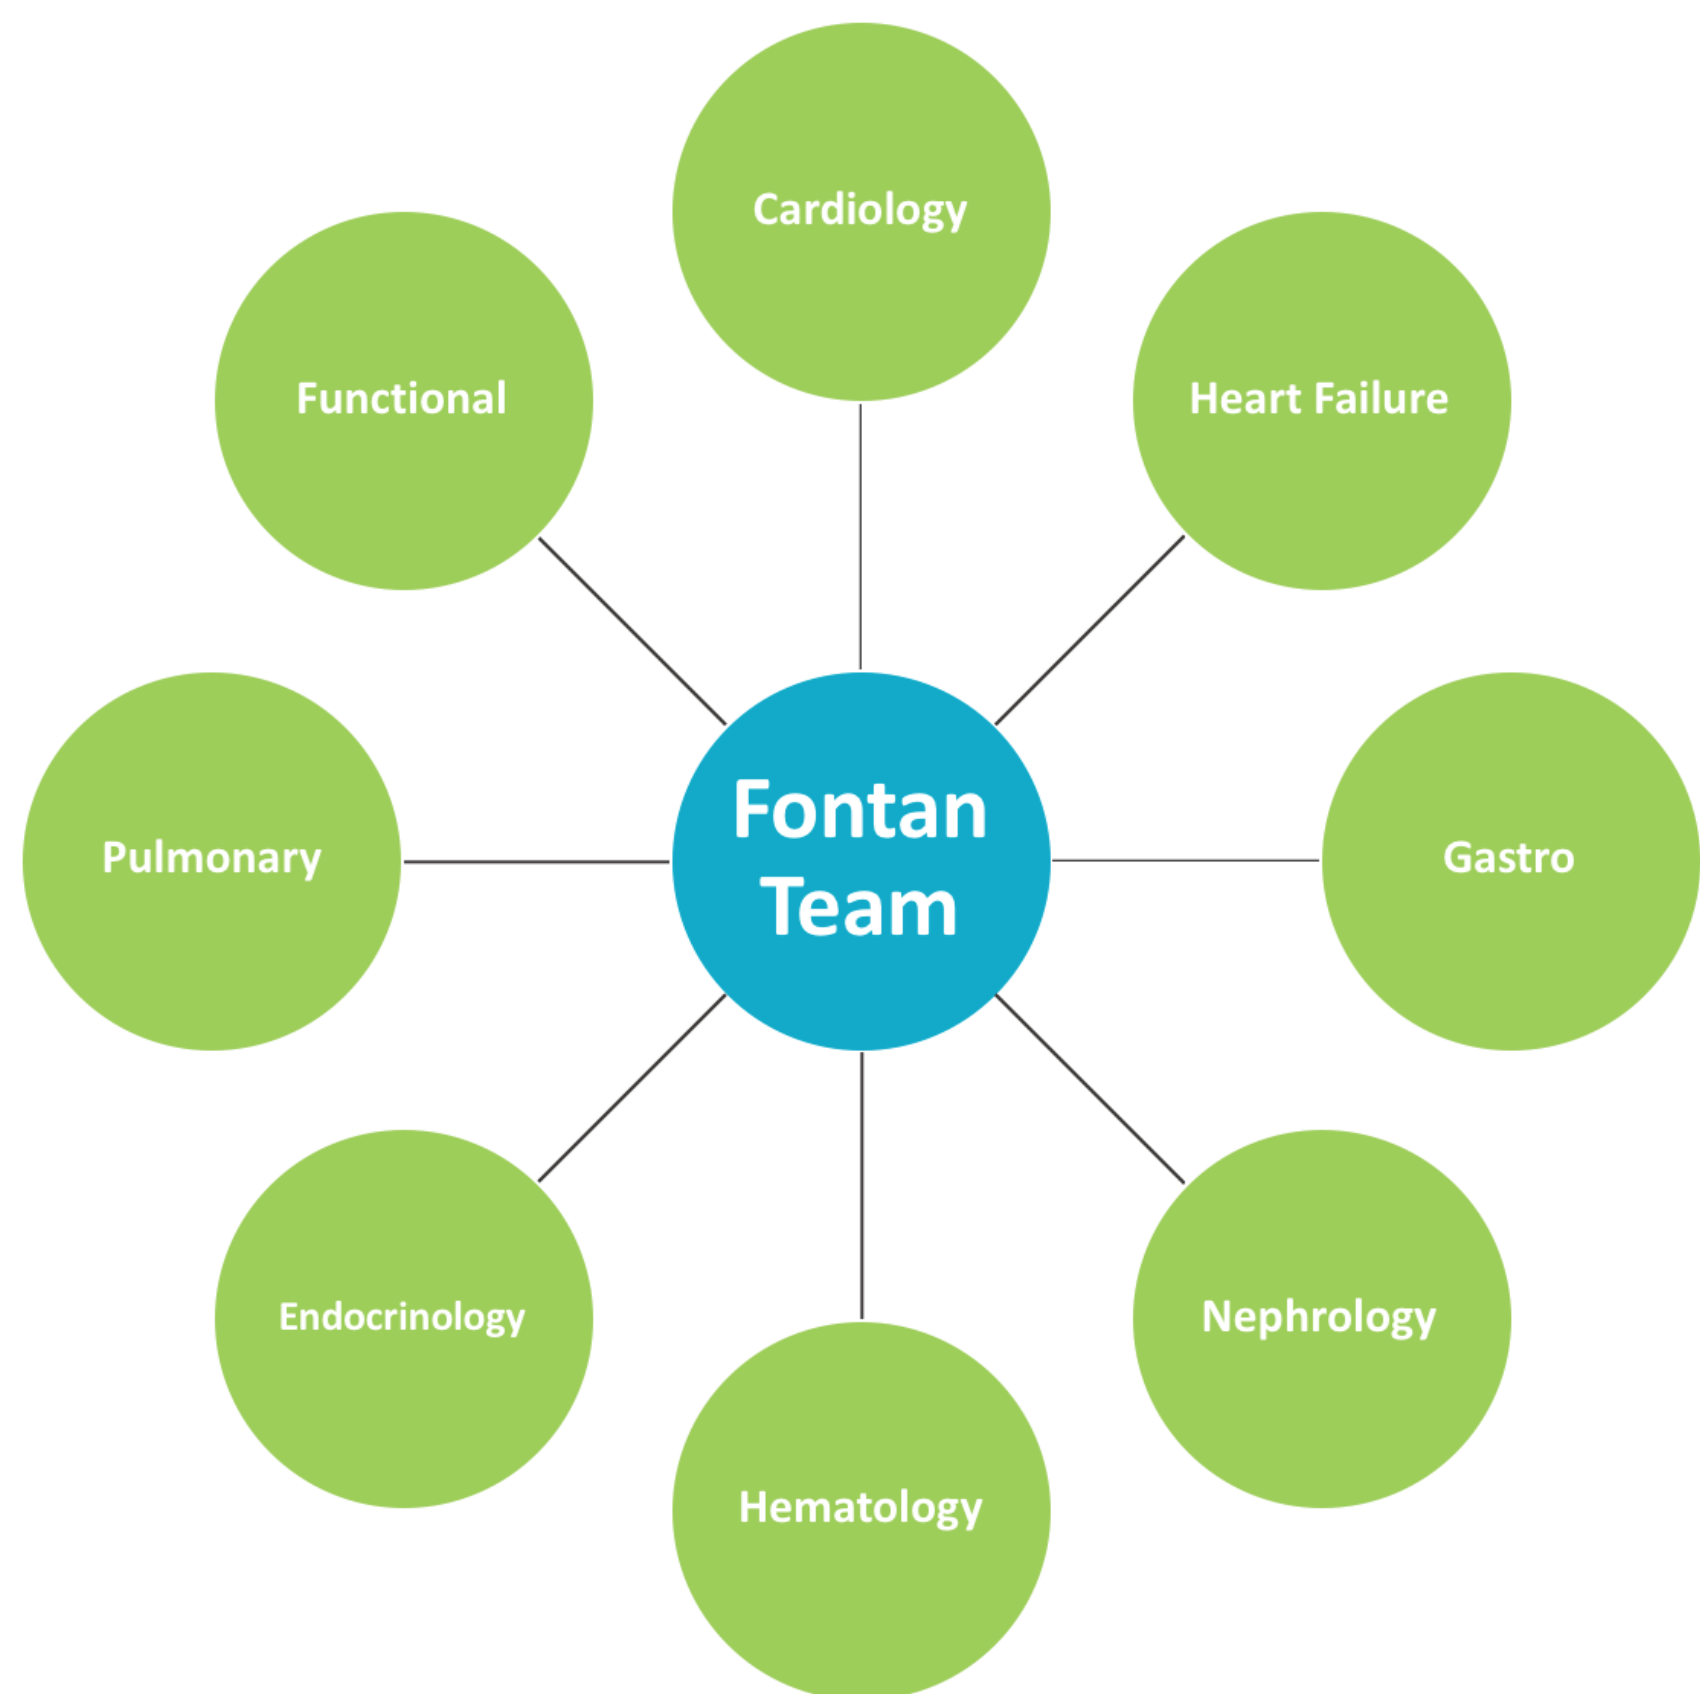 Cardiology
Functional
Heart Failure
Pulmonary
Fontan
Team
Gastro
Endocrinology
Nephrology
Hematology